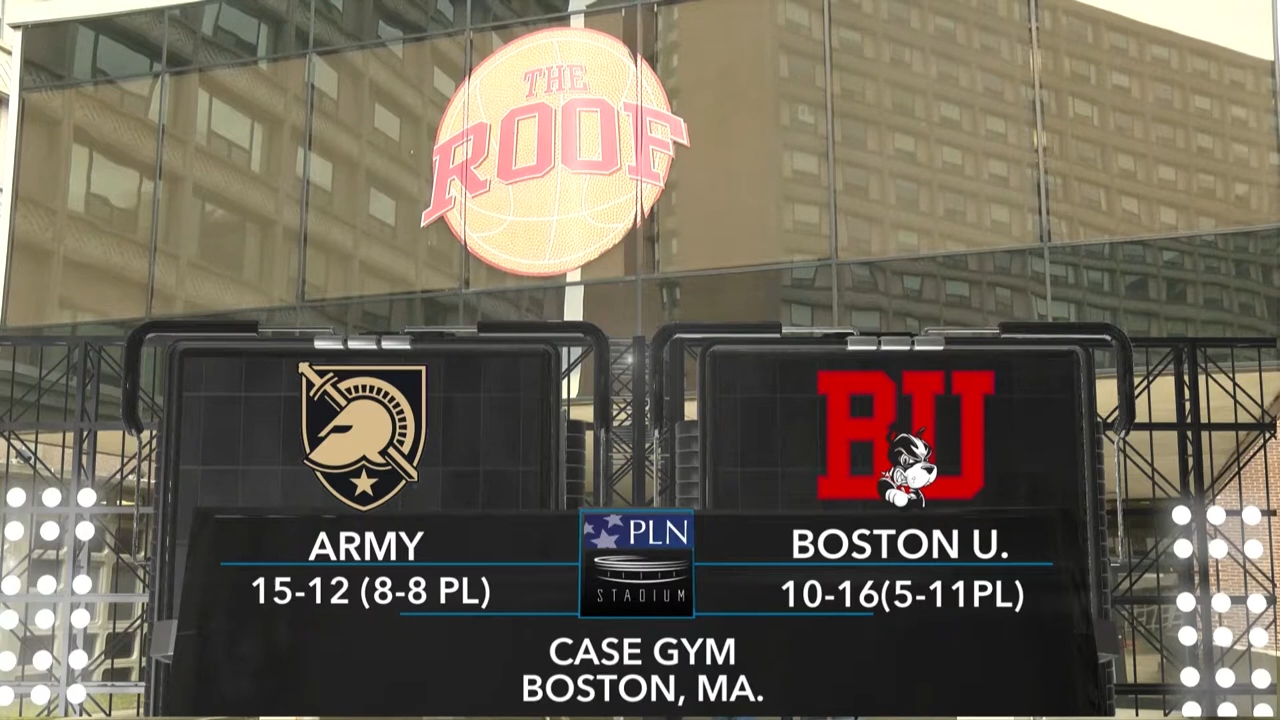 THE
ROOF
BU
PLN
STADIUM
ARMY
15-12 (8-8 PL)
BOSTON U.
10-16(5-11PL)
CASE GYM
BOSTON, MA.